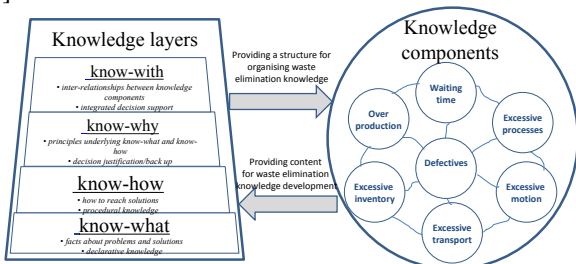 ]
Knowledge layers
know-with
• inter-relationships between knowledge
components
• integrated decision support
know-why
• principles underlying know-what and know-
how
• decision justification/back up
know-how
• how to reach solutions
• procedural knowledge
know-what
• facts about problems and solutions
• declarative knowledge
Providing a structure for
organising waste
elimination knowledge
Providing content
for waste elimination
knowledge development
Knowledge
components
Waiting
time
Over
production
Excessive
processes
Defectives
Excessive
inventory
Excessive
motion
Excessive
transport